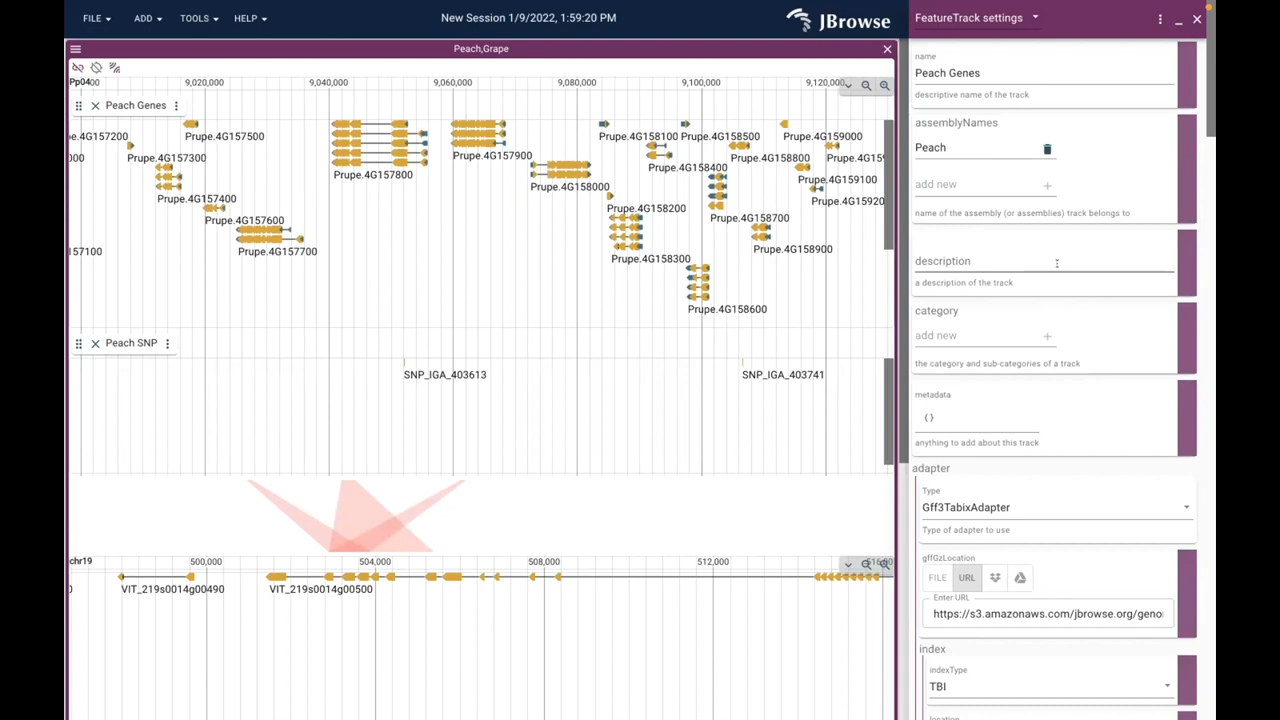 FILE ADD TOOLS HELP New Session 1/9/2022, 1:59:20 PM JBrowse
Peach,Grape
Pp04 9,020,000 9,040,000 9,060,000 9,080,000 9,100,000 9,120,000
Peach Genes
Prupe.4G157200
Prupe.4G157500
Prupe.4G158100
Prupe.4G158500
Prupe.4G159000
Prupe.4G157300
Prupe.4G157900
Prupe.4G158400
Prupe.4G158800
Prupe.4G157800
Prupe.4G159100
Prupe.4G158000
Prupe.4G157400
Prupe.4G158200
Prupe.4G157600
Prupe.4G158700
Prupe.4G157700
Prupe.4G158300
Prupe.4G158900
157100
Prupe.4G158600
Peach SNP
SNP_IGA_403613 SNP_IGA_403741
chr19 500,000 504,000 508,000 512,000
VIT_219s0014g00490 VIT_219s0014g00500
FeatureTrack settings
name
Peach Genes
descriptive name of the track
assemblyNames
Peach
add new
name of the assembly (or assemblies) track belongs to
description
a description of the track
category
add new
the category and sub-categories of a track
metadata
{}
anything to add about this track
adapter
Type
Gff3TabixAdapter
Type of adapter to use
gffGzLocation
FILE URL
Enter URL
https://s3.amazonaws.com/jbrowse.org/geno
index
indexType
TBI